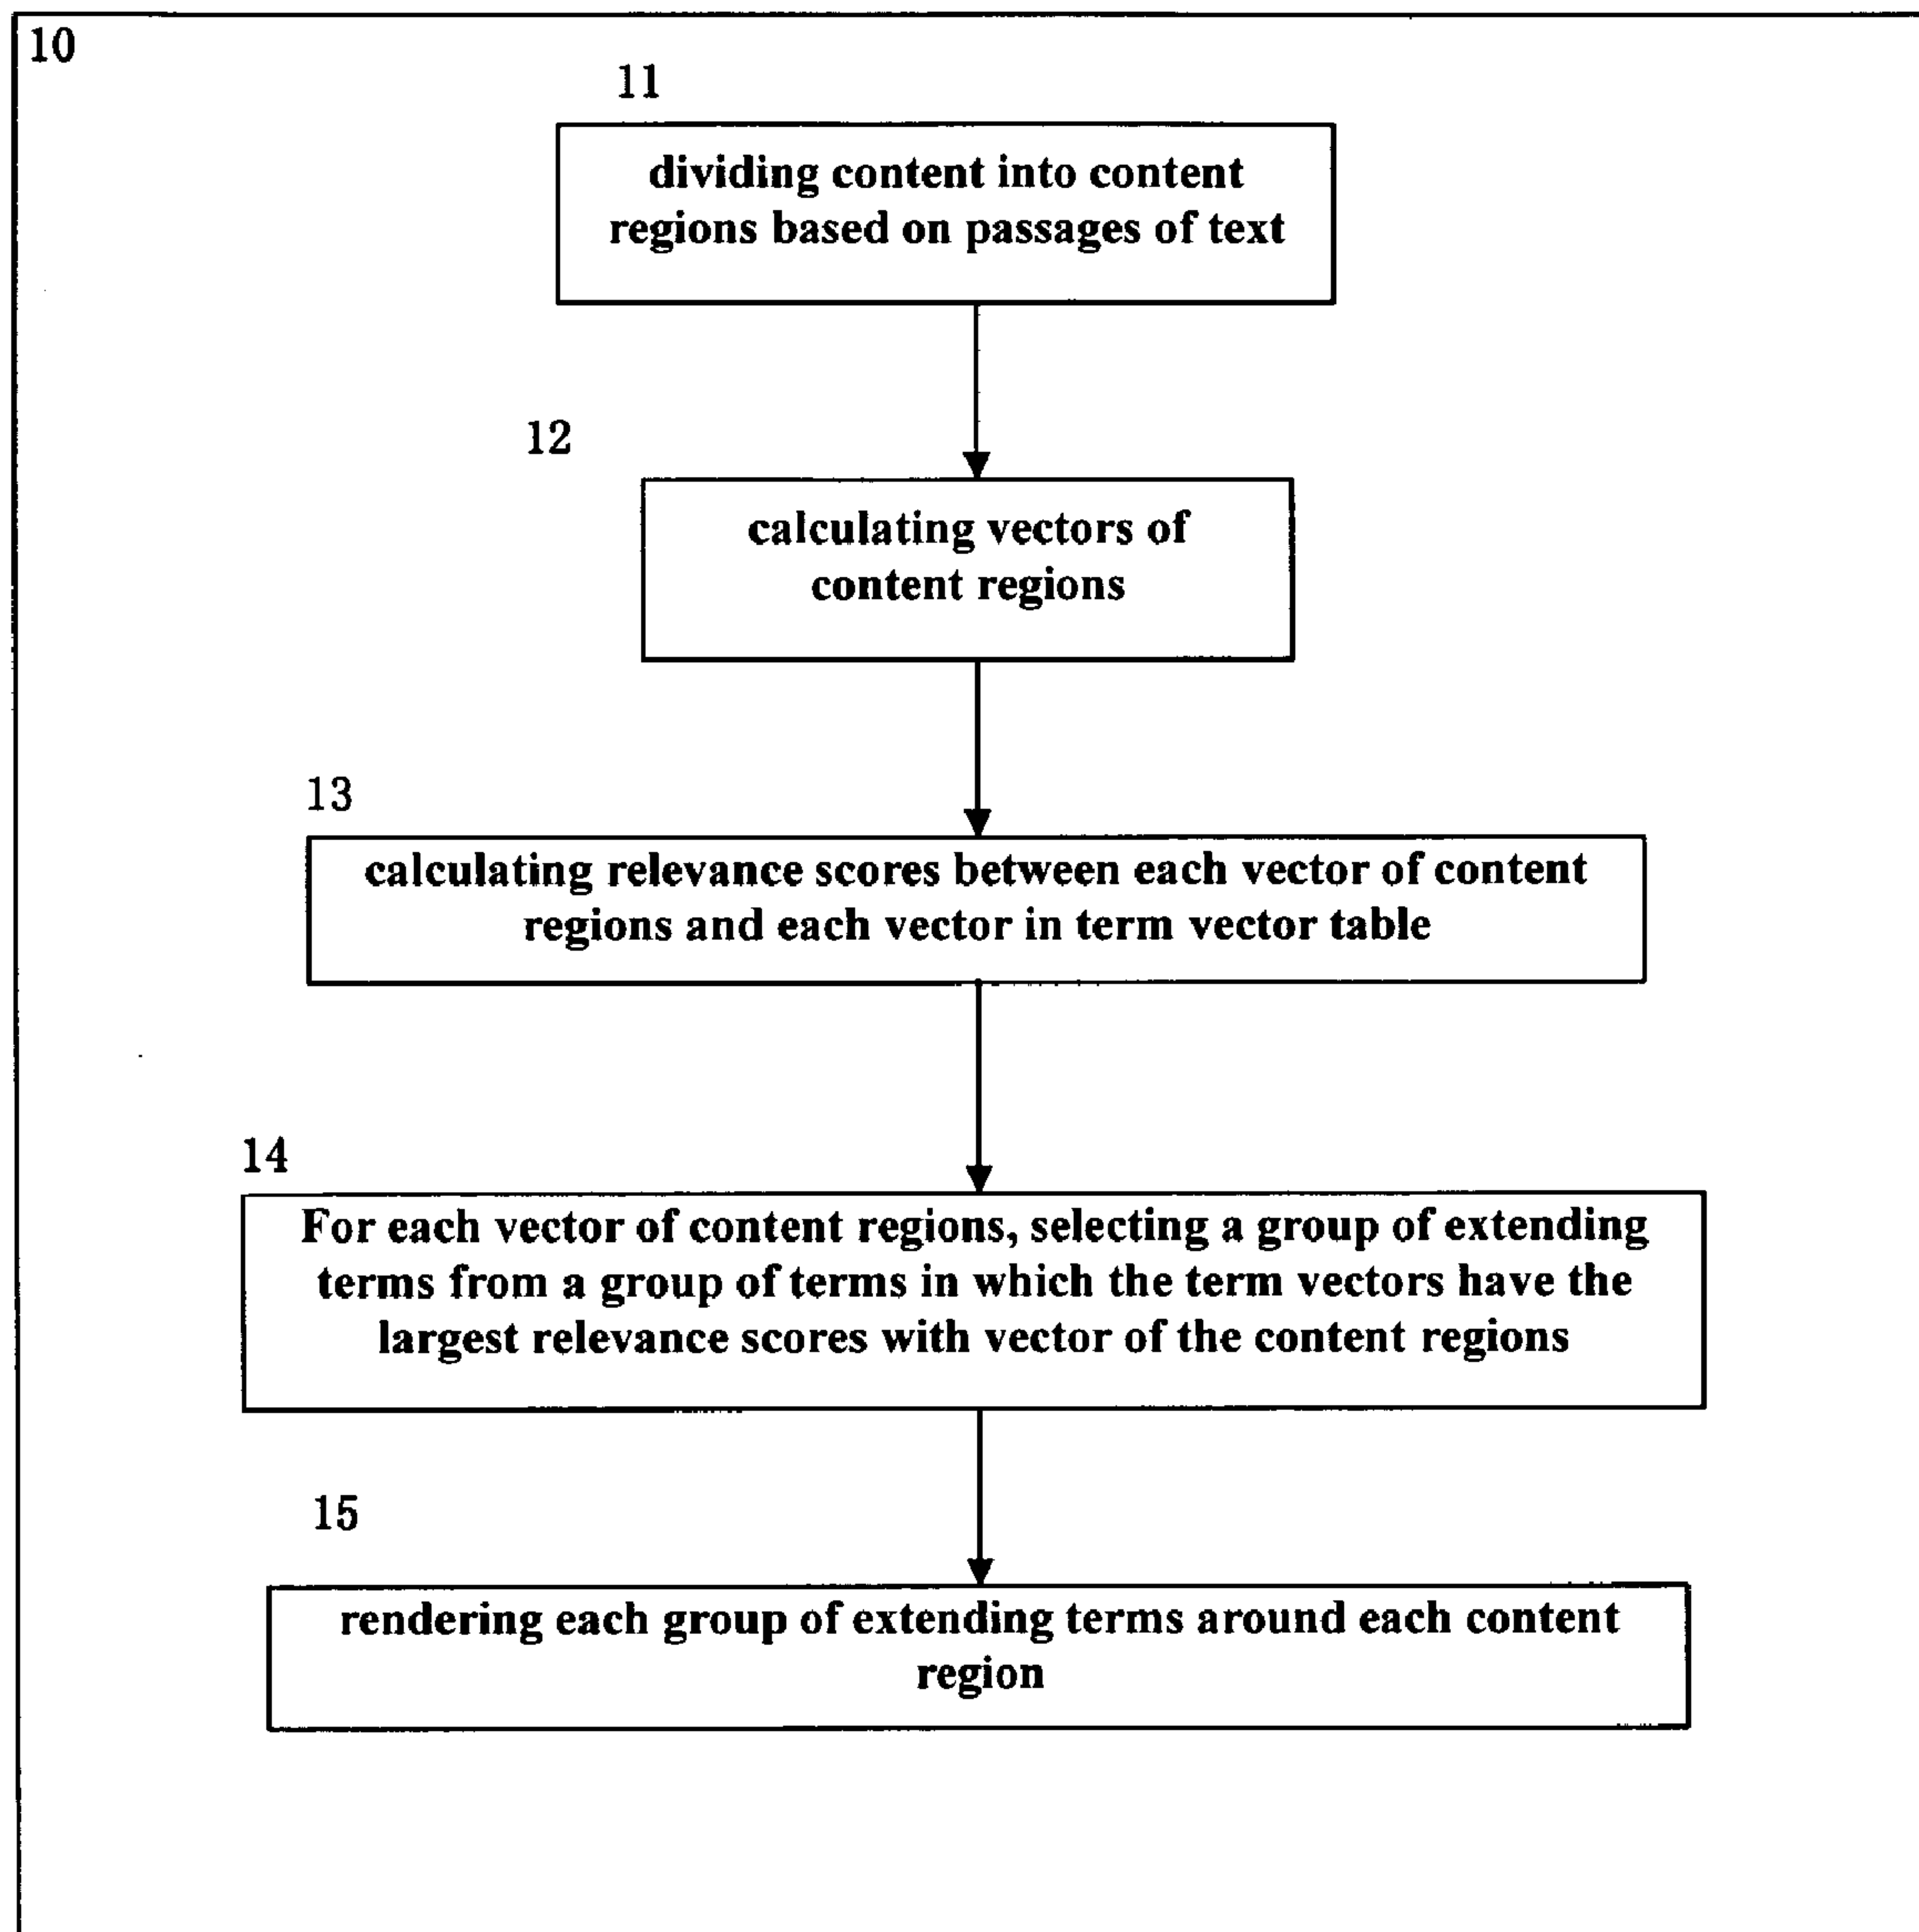 10
11
dividing content into content
regions based on passages of text
12
calculating vectors of
content regions
13
calculating relevance scores between each vector of content
regions and each vector in term vector table
14
For each vector of content regions, selecting a group of extending
terms from a group of terms in which the term vectors have the
largest relevance scores with vector of the content regions
15
rendering each group of extending terms around each content
region